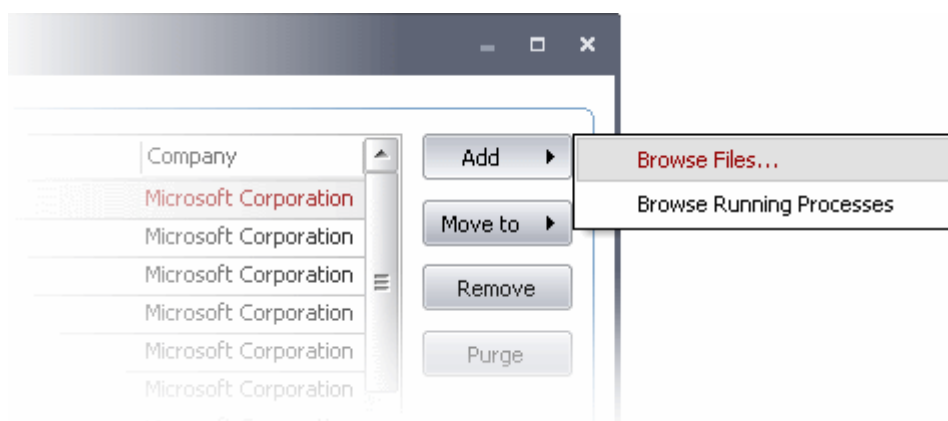 Company
Add
Browse Files...
Microsoft Corporation
Browse Running Processes
Microsoft Corporation
Move to
Microsoft Corporation
Remove
Microsoft Corporation
Microsoft Corporation
Purge
Microsoft Corporation